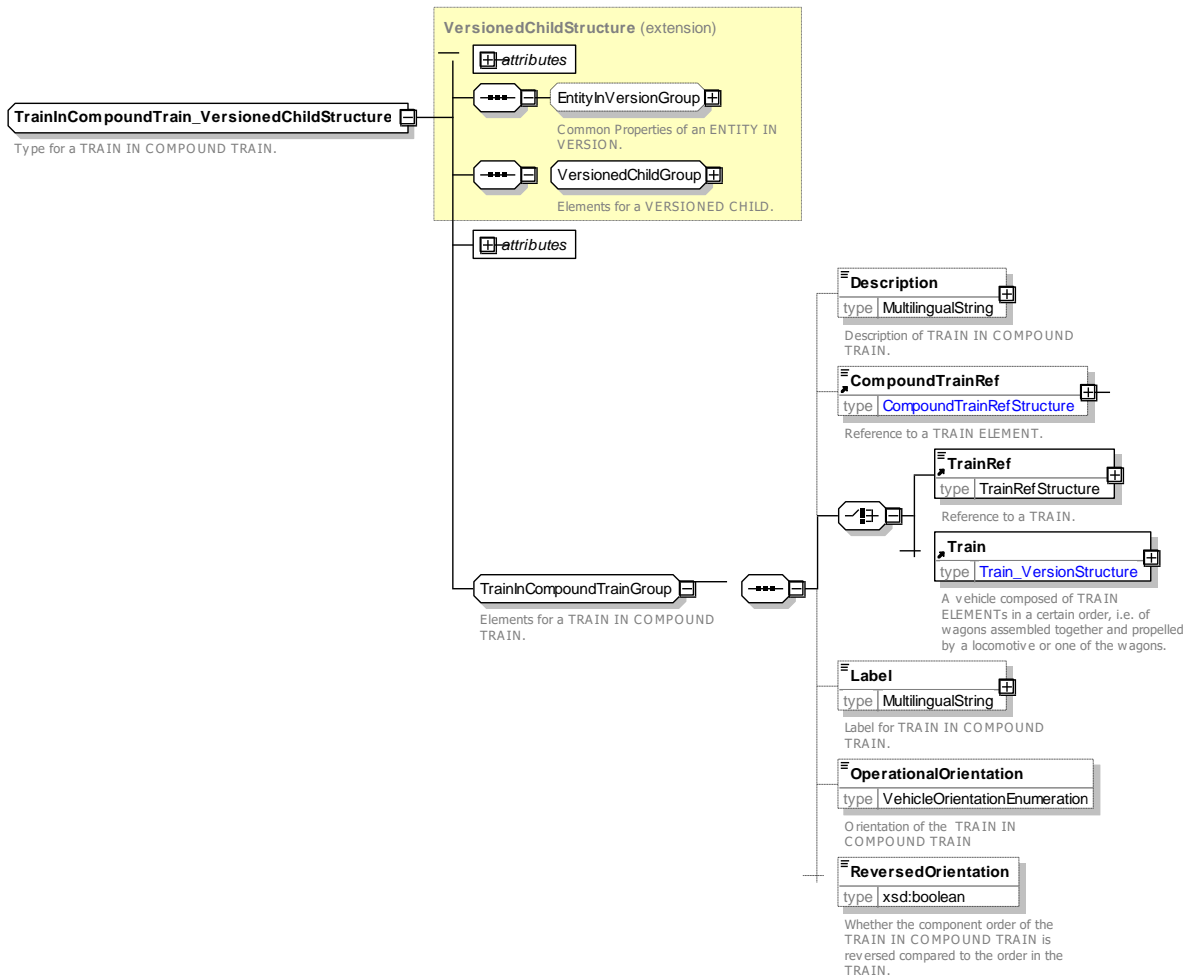 VersionedChildStructure (extension)
attributes
EntityInVersionGroup
Common Properties of an ENTITY IN
VERSION.
TrainInCompoundTrain_VersionedChildStructure
Type for a TRAIN IN COMPOUND TRAIN.
VersionedChildGroup
Elements for a VERSIONED CHILD.
attributes
Description
type MultilingualString
Description of TRAIN IN COMPOUND
TRAIN.
CompoundTrainRef
type CompoundTrainRefStructure
Reference to a TRAIN ELEMENT.
TrainRef
type TrainRefStructure
Reference to a TRAIN.
Train
type Train_VersionStructure
A vehicle composed of TRAIN
ELEMENTs in a certain order, i.e. of
wagons assembled together and propelled
by a locomotive or one of the wagons.
TrainInCompoundTrainGroup
Elements for a TRAIN IN COMPOUND
TRAIN.
Label
type MultilingualString
Label for TRAIN IN COMPOUND
TRAIN.
OperationalOrientation
type VehicleOrientationEnumeration
Orientation of the TRAIN IN
COMPOUND TRAIN
ReversedOrientation
type xsd:boolean
Whether the component order of the
TRAIN IN COMPOUND TRAIN is
reversed compared to the order in the
TRAIN.